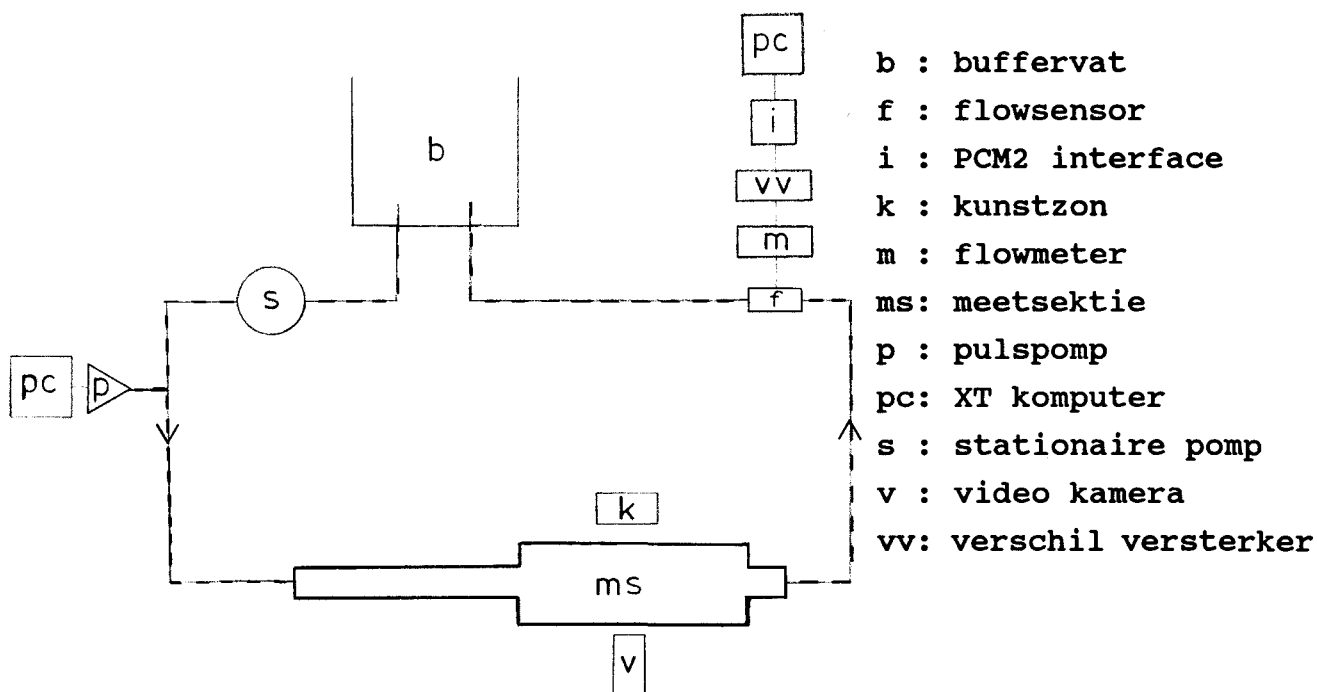 pc
i
vv
m
f
b
s
pc
p
k
ms
v
b : buffervat
f : flowsensor
i : PCM2 interface
k : kunstzon
m : flowmeter
ms: meetsektie
p : pulspomp
pc: XT komputer
s : stationaire pomp
v : video kamera
vv: verschil versterker